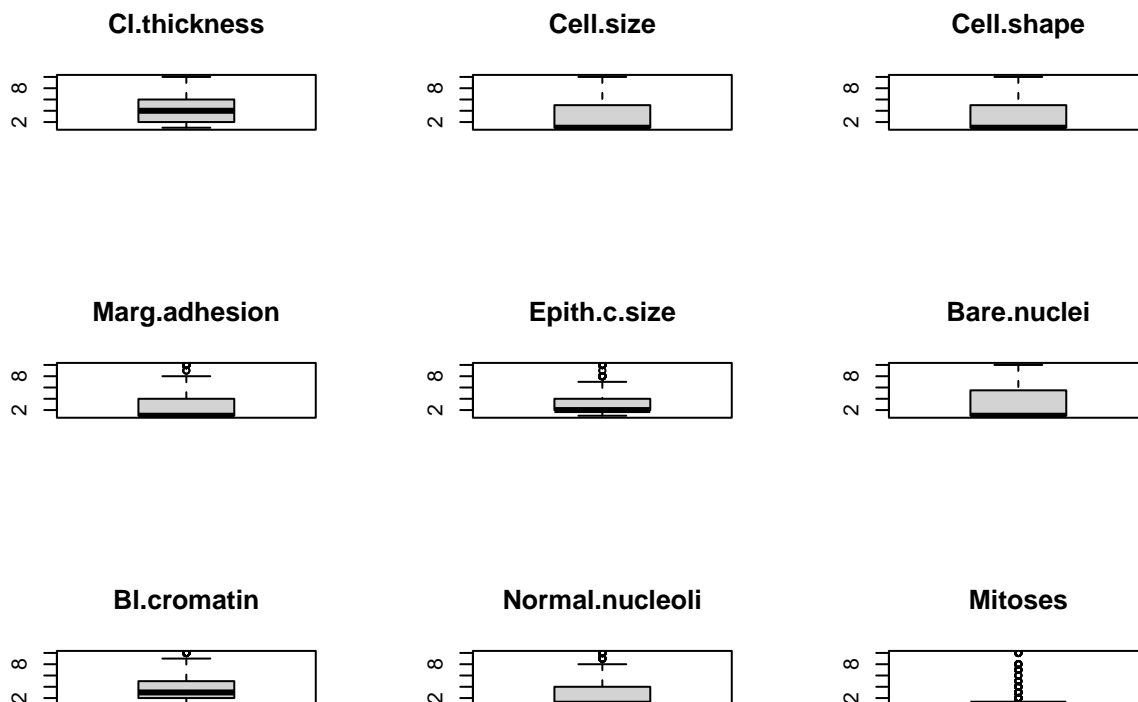 Cl.thickness
Cell.size
Cell.shape
8
2
8
2
8
2
Marg.adhesion
Epith.c.size
Bare.nuclei
8
2
8
2
8
2
Bl.cromatin
Normal.nucleoli
Mitoses
8
2
8
2
8
2